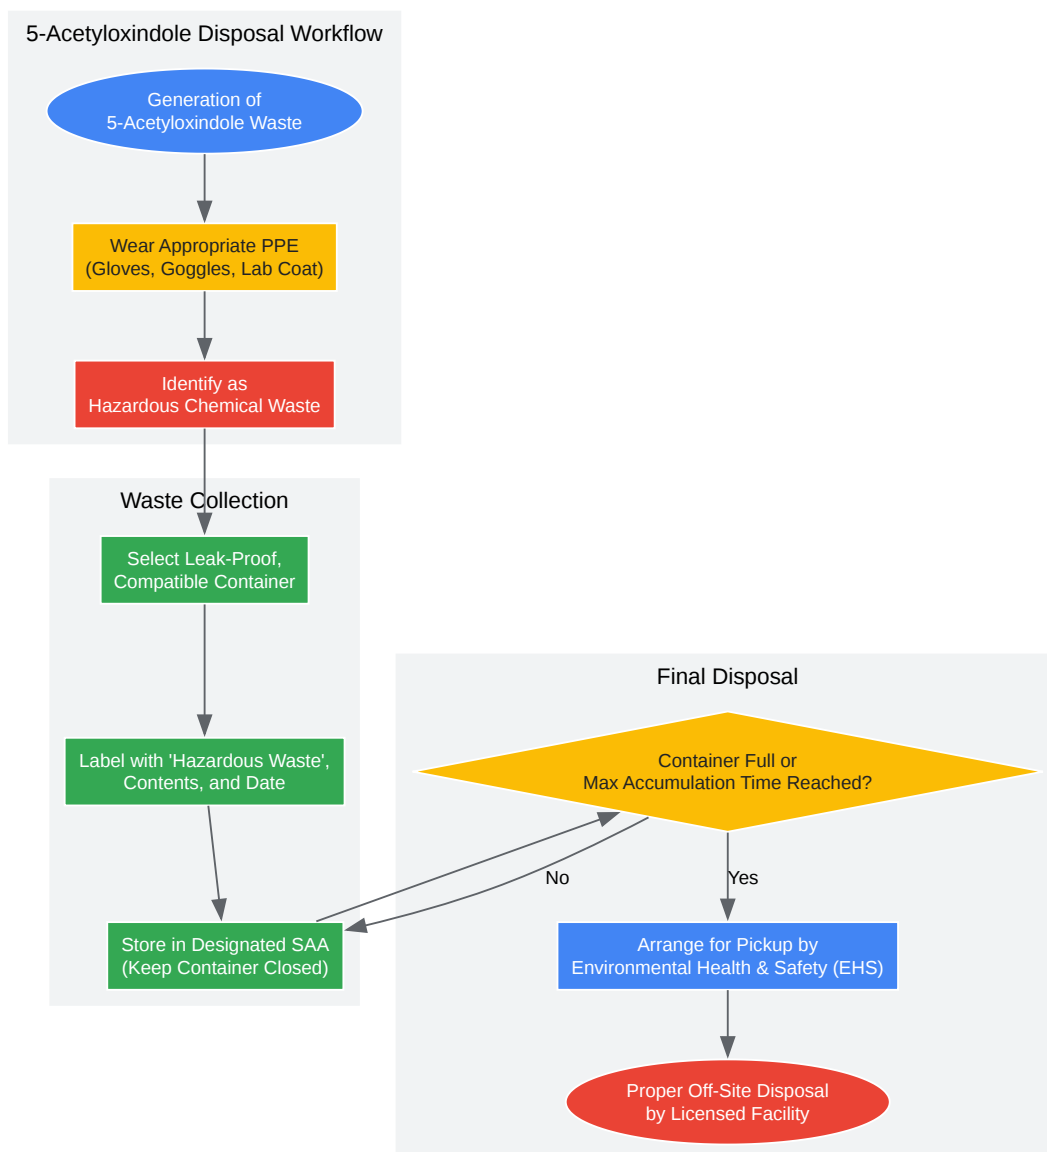 5-Acetyloxindole Disposal Workflow
Generation of
5-Acetyloxindole Waste
Wear Appropriate PPE
(Gloves, Goggles, Lab Coat)
Identify as
Hazardous Chemical Waste
Waste Collection
Select Leak-Proof,
Compatible Container
Label with 'Hazardous Waste',
Contents, and Date
Store in Designated SAA
(Keep Container Closed)
Final Disposal
Container Full or
Max Accumulation Time Reached?
No
Yes
Arrange for Pickup by
Environmental Health & Safety (EHS)
Proper Off-Site Disposal
by Licensed Facility